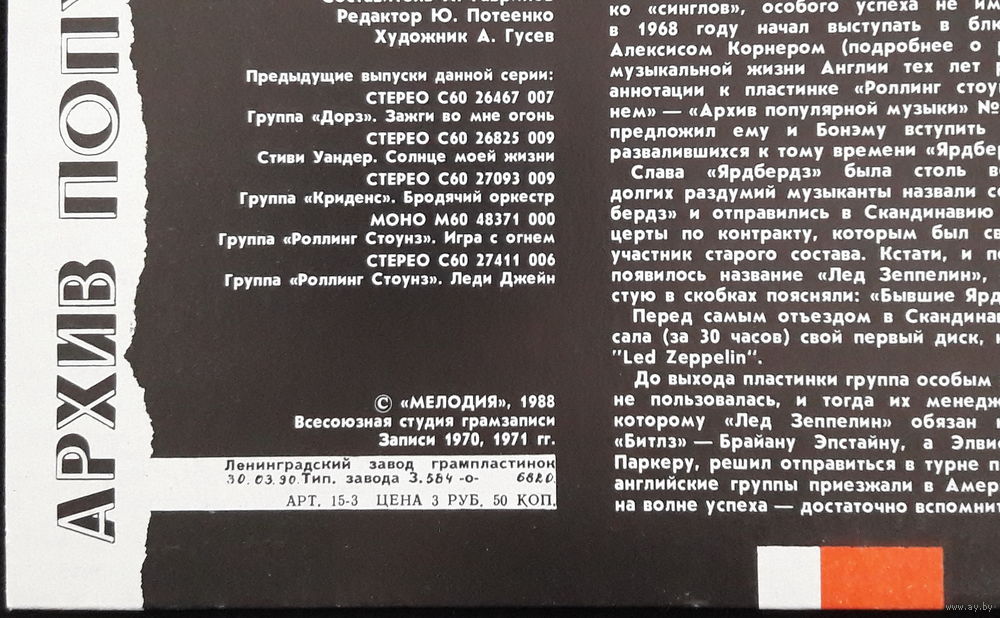 АРХИВ ПОПУ
Редактор Ю. Потеенко
Художник А. Гусев
Предыдущие выпуски данной серии:
СТЕРЕО С60 26467 007
Группа «Дорз». Зажги во мне огонь
СТЕРЕО С60 26825 009
Стиви Уандер. Солнце моей жизни
СТЕРЕО С60 27093 009
Группа «Криденс». Бродячий оркестр
МОНО М60 48371 000
Группа «Роллинг Стоунз». Игра с огнем
СТЕРЕО С60 27411 006
Группа «Роллинг Стоунз». Леди Джейн
© «МЕЛОДИЯ», 1988
Всесоюзная студия грамзаписи
Записи 1970, 1971 гг.
Ленинградский завод грампластинок
30.03.90. Тип. завода З. 584 -о- 6820.
АРТ. 15-3 ЦЕНА 3 РУБ. 50 КОП.
ко «синглов», особого успеха не им
в 1968 году начал выступать в блю
Алексисом Корнером (подробнее о
музыкальной жизни Англии тех лет
аннотации к пластинке «Роллинг стоун
нем» — «Архив популярной музыки» №
предложил ему и Бонэму вступить
развалившихся к тому времени «Ярдбер
Слава «Ярдбердз» была столь в
долгих раздумий музыканты назвали с
бердз» и отправились в Скандинавию
церты по контракту, которым был св
участник старого состава. Кстати, и по
появилось название «Лед Зеппелин»,
стую в скобках поясняли: «Бывшие Ярд
Перед самым отъездом в Скандина
сала (за 30 часов) свой первый диск,
"Led Zeppelin".
До выхода пластинки группа особым
не пользовалась, и тогда их менедж
которому «Лед Зеппелин» обязан
«Битлз» — Брайану Эпстайну, а Элви
Паркеру, решил отправиться в турне п
английские группы приезжали в Амер
на волне успеха — достаточно вспомнит
www.ay.by